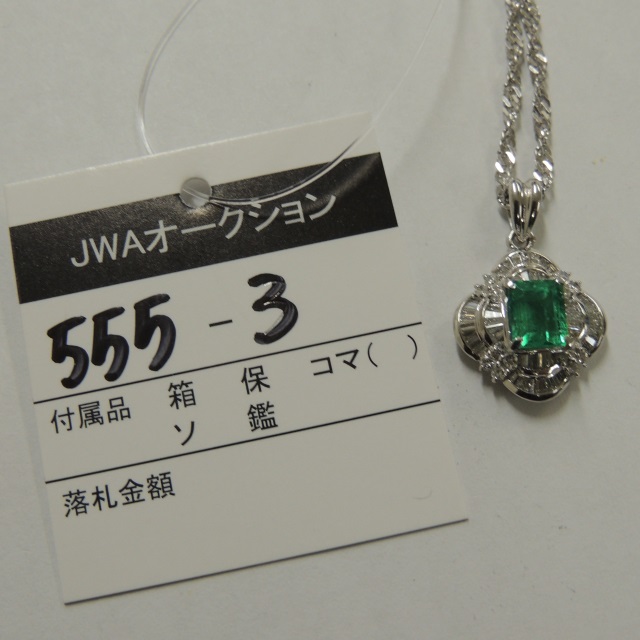 JWAオークション
555-3
付属品 箱 保 コマ( )
ソ 鑑
落札金額